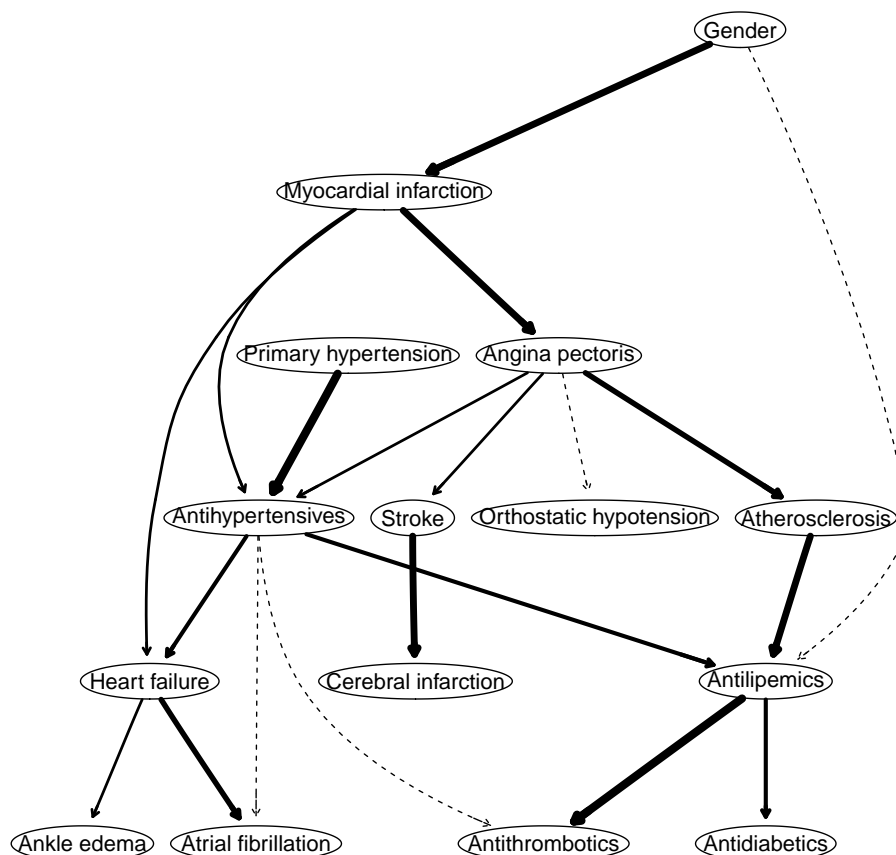 Gender
Myocardial infarction
Primary hypertension
Angina pectoris
Antihypertensives
Stroke
Orthostatic hypotension
Atherosclerosis
Heart failure
Cerebral infarction
Antilipemics
Ankle edema
Atrial fibrillation
Antithrombotics
Antidiabetics